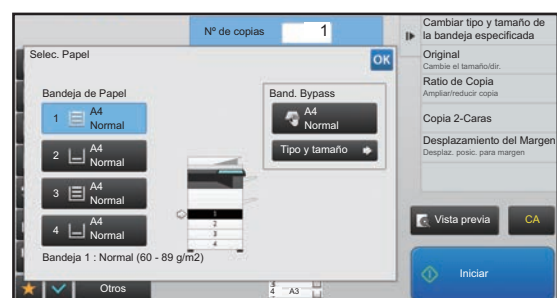 Nº de copias
1
Selec. Papel
OK
Bandeja de Papel
1
A4
Normal
2
A4
Normal
3
A4
Normal
4
A4
Normal
Band. Bypass
A4
Normal
Tipo y tamaño
1
2
3
4
Bandeja 1 : Normal (60 - 89 g/m2)
Otros
4 A3
Cambiar tipo y tamaño de
la bandeja especificada
Original
Cambie el tamaño/dir.
Ratio de Copia
Ampliar/reducir copia
Copia 2-Caras
Desplazamiento del Margen
Desplaz. posic. para margen
Vista previa
CA
Iniciar